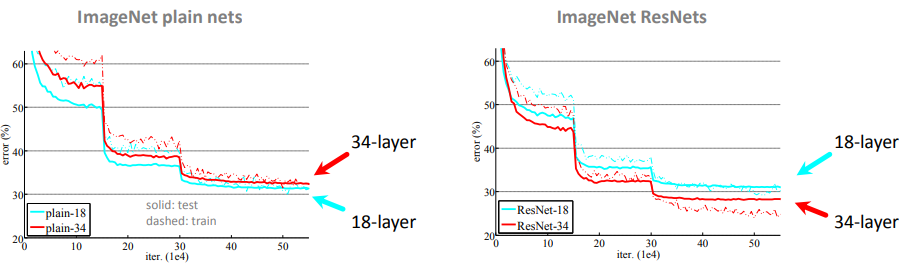 ImageNet plain nets
60
50
40
30
20
error (%)
0
10
20
30
40
50
iter. (1e4)
plain-18
plain-34
solid: test
dashed: train
34-layer
18-layer
ImageNet ResNets
60
50
40
30
20
error (%)
0
10
20
30
40
50
iter. (1e4)
ResNet-18
ResNet-34
18-layer
34-layer